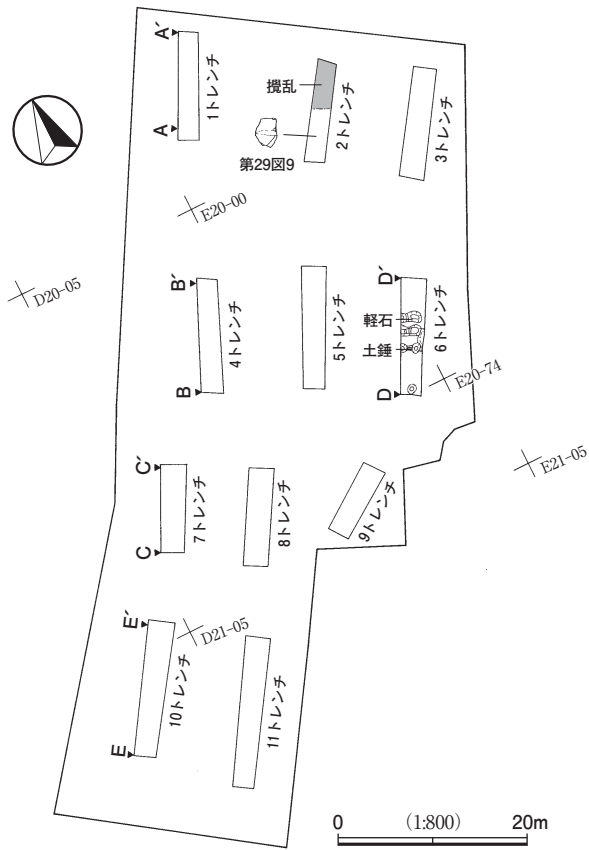 A´
A
1トレンチ
攪乱
2トレンチ
第29図9
3トレンチ
E20-00
D20-05
B´
B
4トレンチ
5トレンチ
D´
軽石
土錘
D
6トレンチ
E20-74
E21-05
C´
C
7トレンチ
8トレンチ
9トレンチ
E´
E
D21-05
10トレンチ
11トレンチ
0 (1:800) 20m